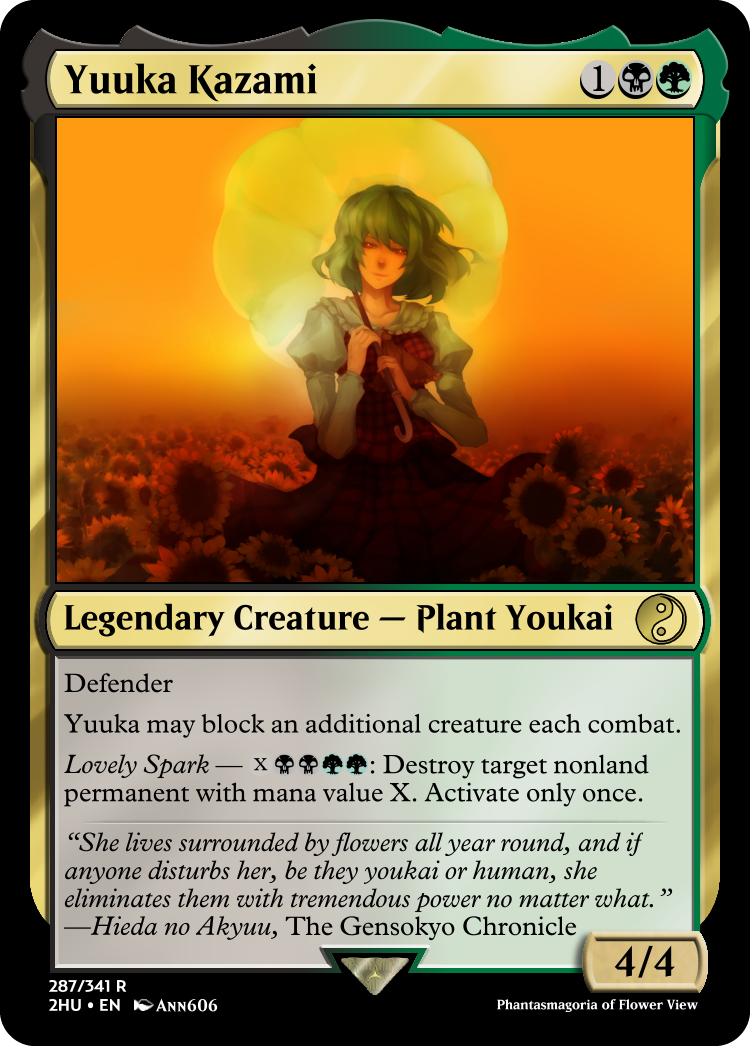 Yuuka Kazami 1
Legendary Creature — Plant Youkai
Defender
Yuuka may block an additional creature each combat.
Lovely Spark — X: Destroy target nonland
permanent with mana value X. Activate only once.
“She lives surrounded by flowers all year round, and if
anyone disturbs her, be they youkai or human, she
eliminates them with tremendous power no matter what.”
—Hieda no Akyuu, The Gensokyo Chronicle
4/4
287/341 R
2HU • EN Ann606
Phantasmagoria of Flower View